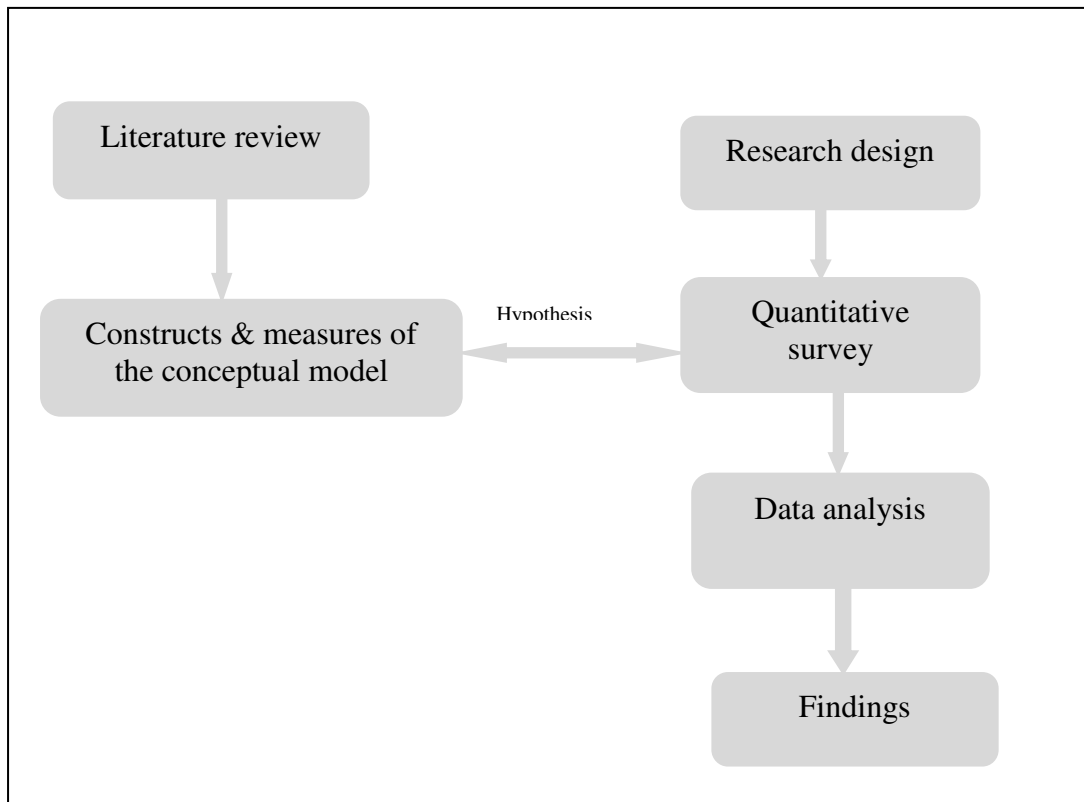 Literature review
Research design
Constructs & measures of
the conceptual model
Hypothesis
Quantitative
survey
Data analysis
Findings